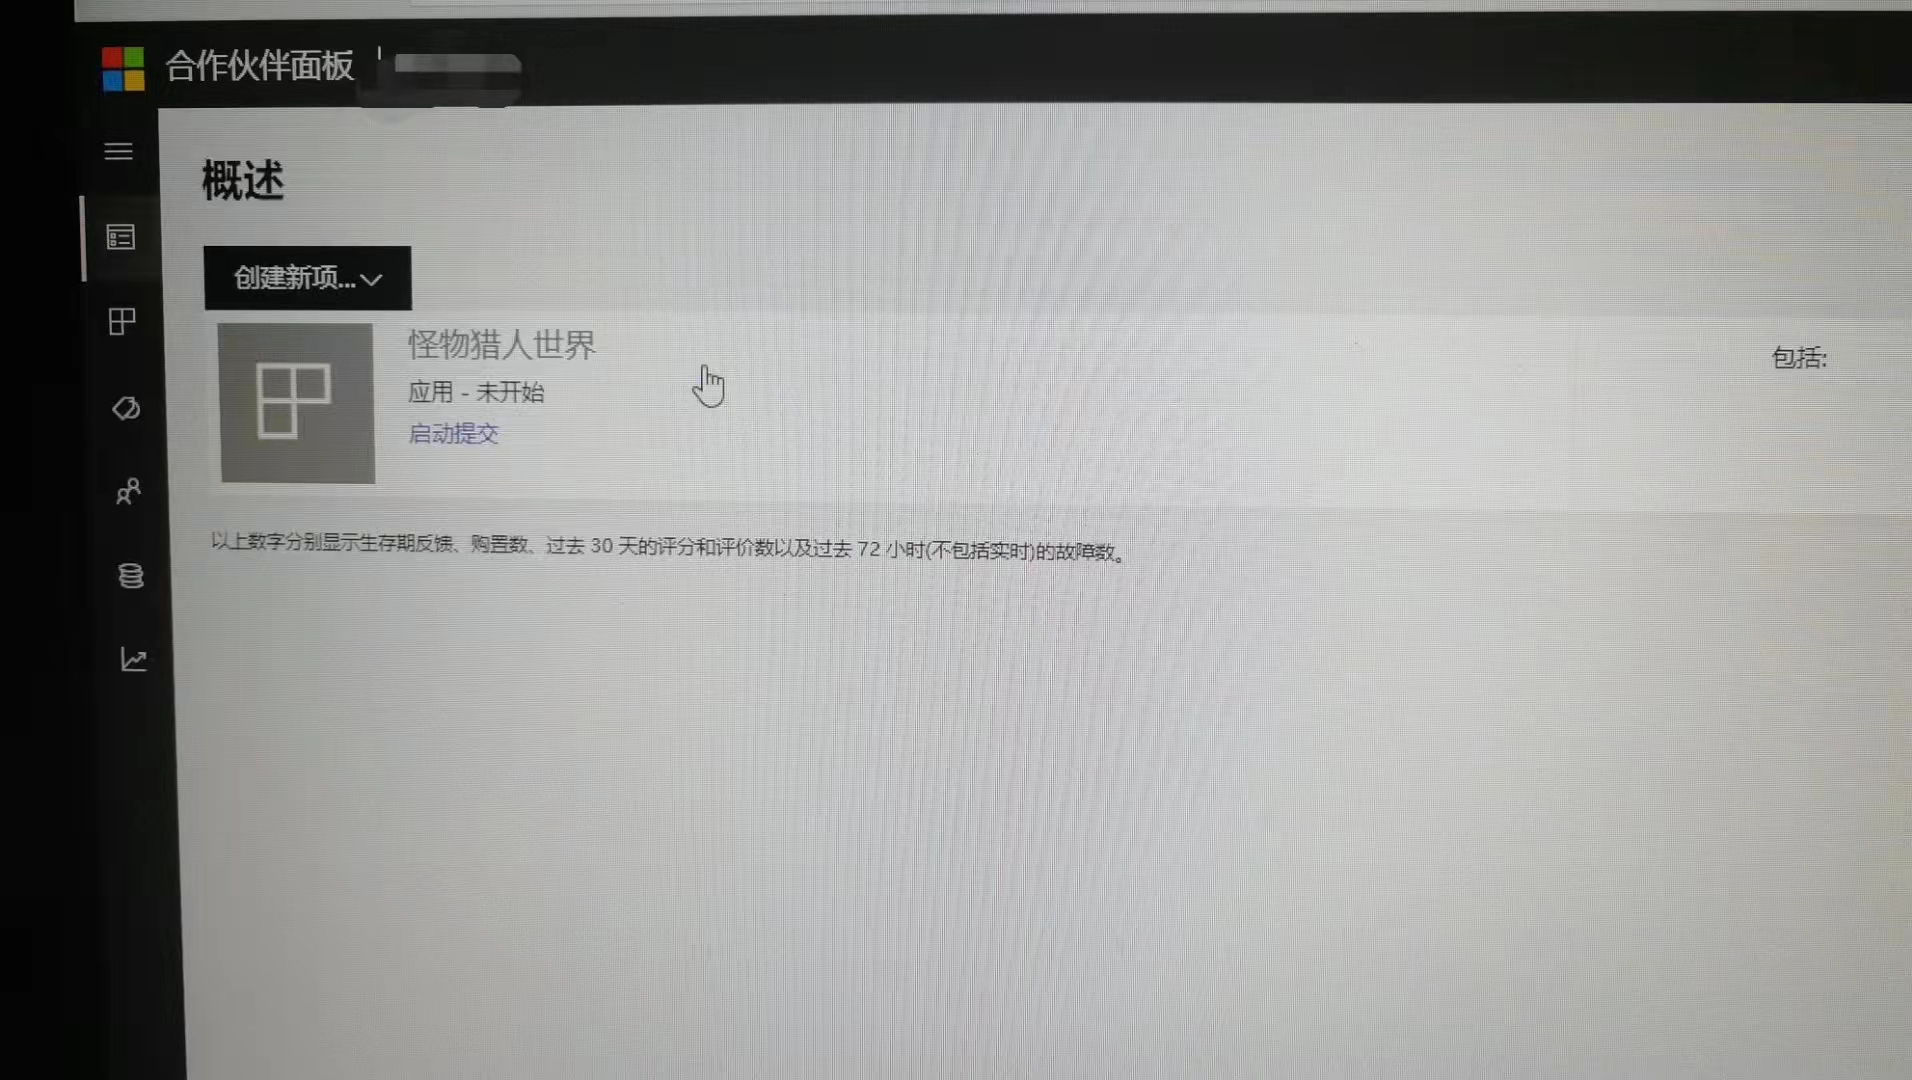 合作伙伴面板
概述
创建新项...
怪物猎人世界
应用 - 未开始
启动提交
包括:
以上数字分别显示生存期反馈、购置数、过去 30 天的评分和评价数以及过去 72 小时(不包括实时)的故障数。